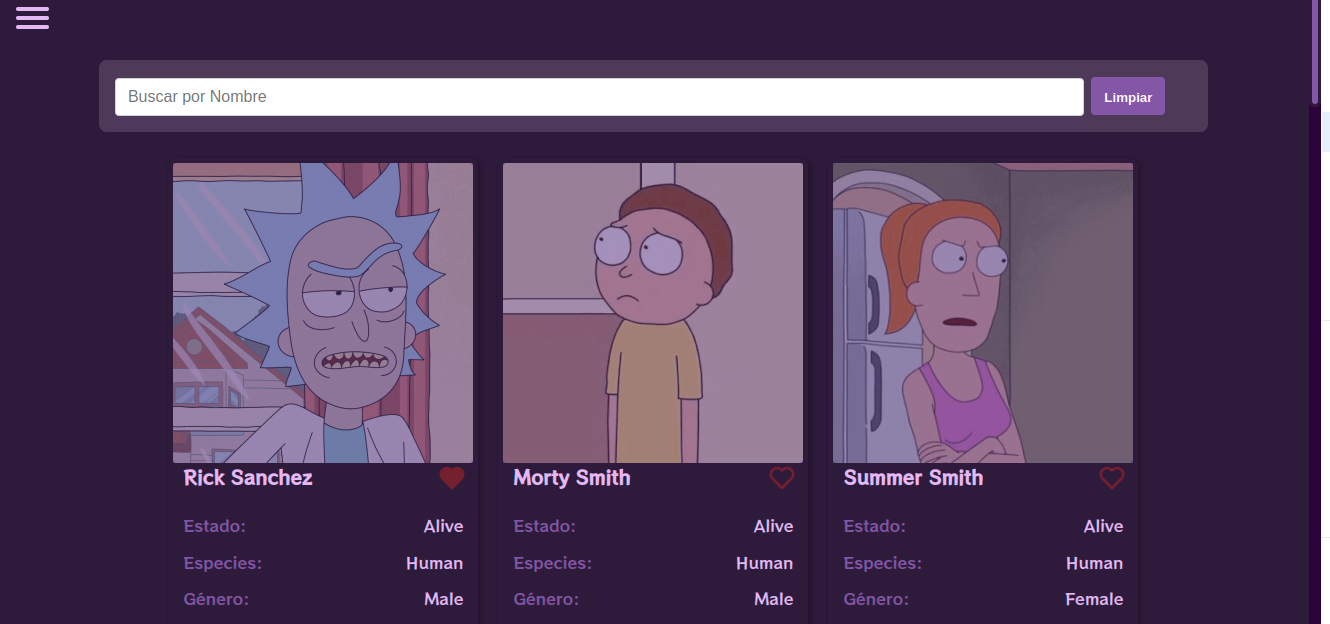 Buscar por Nombre
Limpiar
Rick Sanchez
Morty Smith
Summer Smith
Estado: Alive
Estado: Alive
Estado: Alive
Especies: Human
Especies: Human
Especies: Human
Género: Male
Género: Male
Género: Female